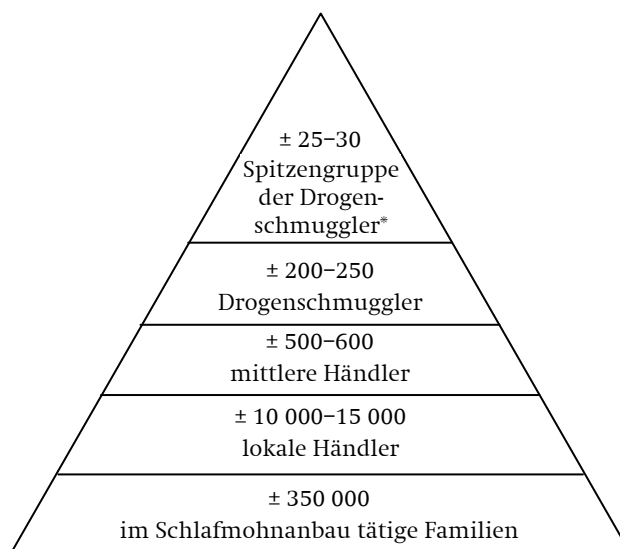 ± 25–30
Spitzengruppe
der Drogen-
schmuggler*
± 200–250
Drogenschmuggler
± 500–600
mittlere Händler
± 10 000–15 000
lokale Händler
± 350 000
im Schlafmohnanbau tätige Familien